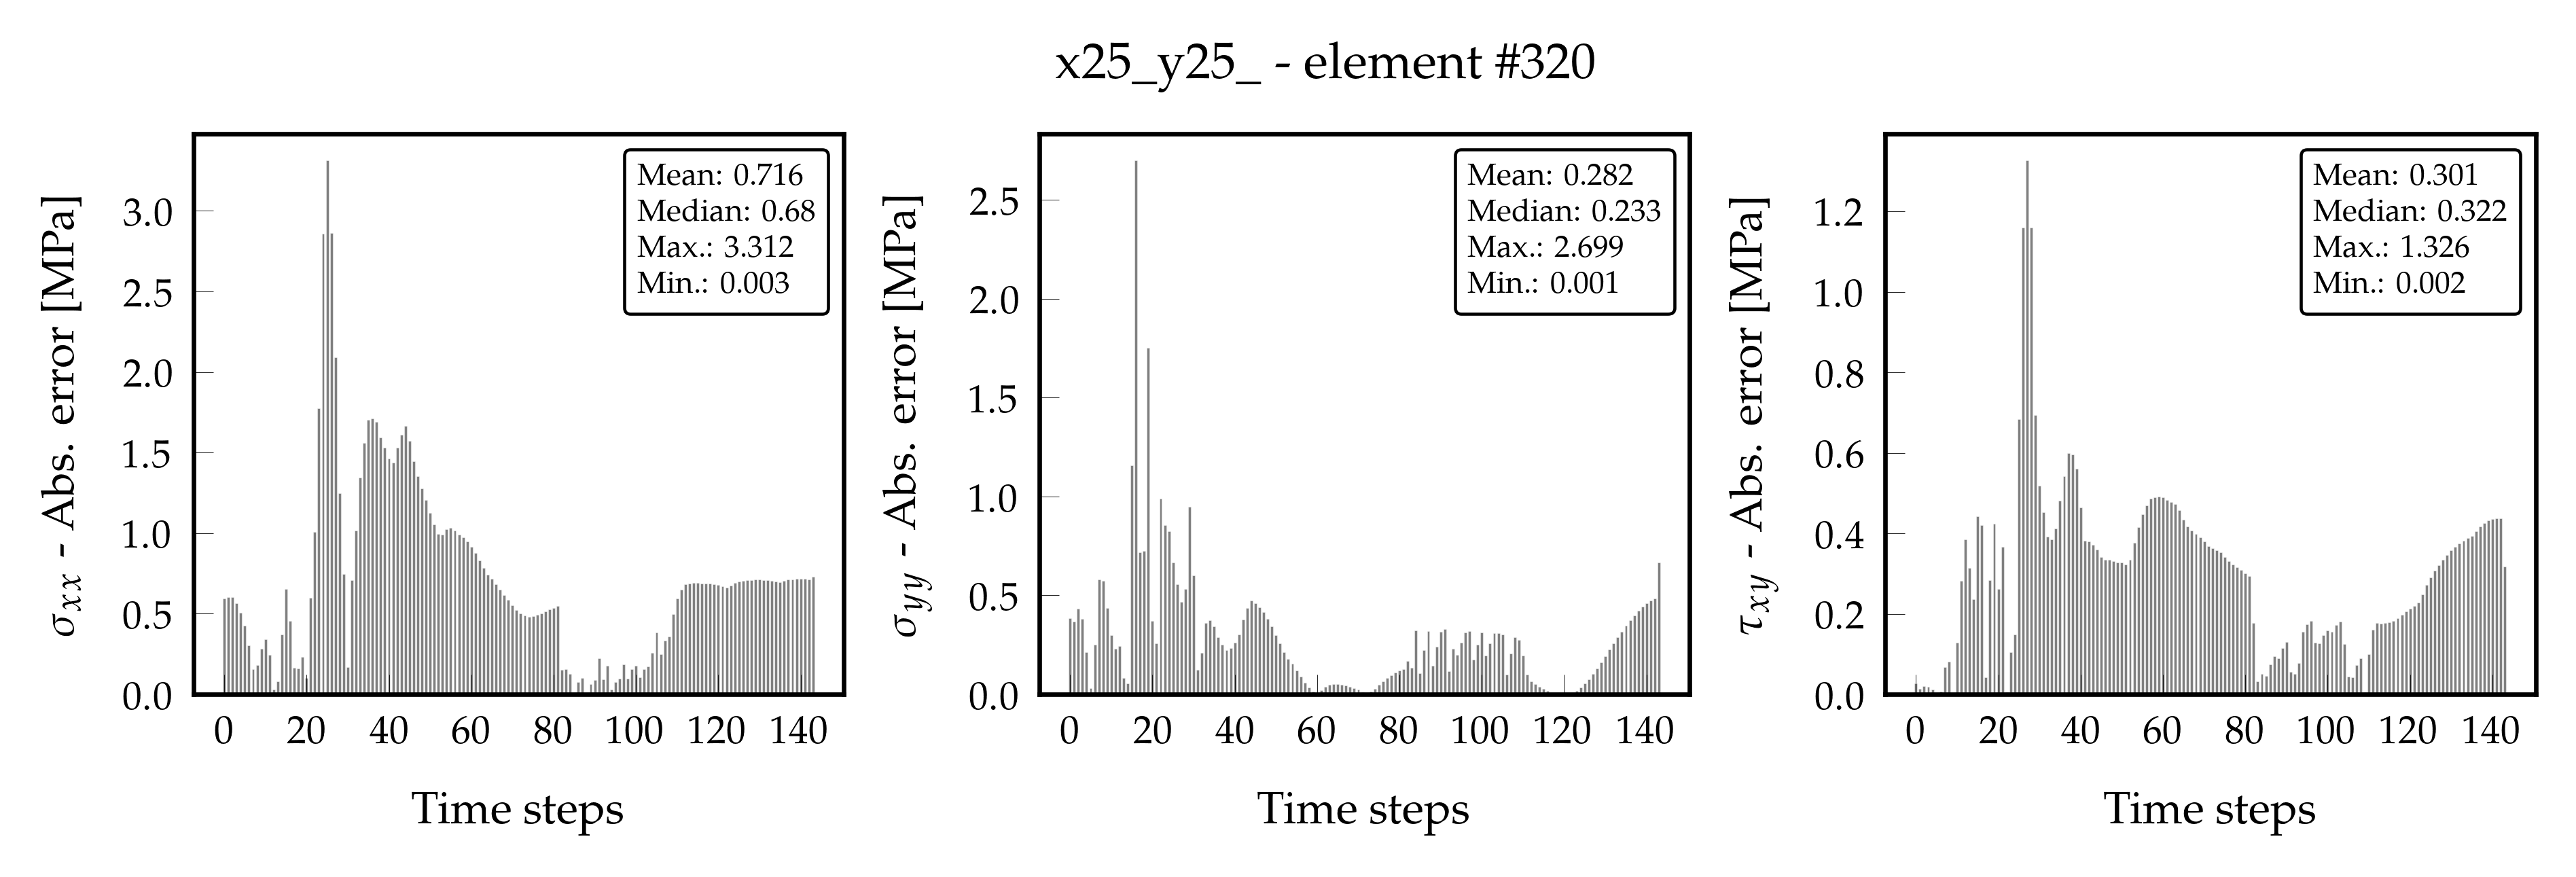 x25_y25_ - element #320
σxx - Abs. error [MPa]
3.0
2.5
2.0
1.5
1.0
0.5
0.0
Mean: 0.716
Median: 0.68
Max.: 3.312
Min.: 0.003
0 20 40 60 80 100 120 140
Time steps
σyy - Abs. error [MPa]
2.5
2.0
1.5
1.0
0.5
0.0
Mean: 0.282
Median: 0.233
Max.: 2.699
Min.: 0.001
0 20 40 60 80 100 120 140
Time steps
τxy - Abs. error [MPa]
1.2
1.0
0.8
0.6
0.4
0.2
0.0
Mean: 0.301
Median: 0.322
Max.: 1.326
Min.: 0.002
0 20 40 60 80 100 120 140
Time steps